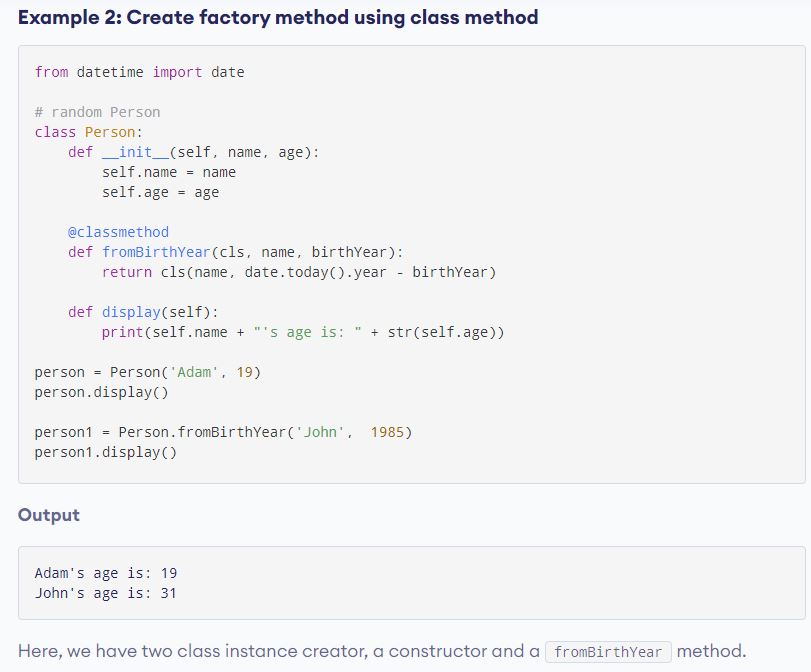 Example 2: Create factory method using class method
from datetime import date
# random Person
class Person:
    def __init__(self, name, age):
        self.name = name
        self.age = age
    @classmethod
    def fromBirthYear(cls, name, birthYear):
        return cls(name, date.today().year - birthYear)
    def display(self):
        print(self.name + "'s age is: " + str(self.age))
person = Person('Adam', 19)
person.display()
person1 = Person.fromBirthYear('John',  1985)
person1.display()
Output
Adam's age is: 19
John's age is: 31
Here, we have two class instance creator, a constructor and a fromBirthYear method.